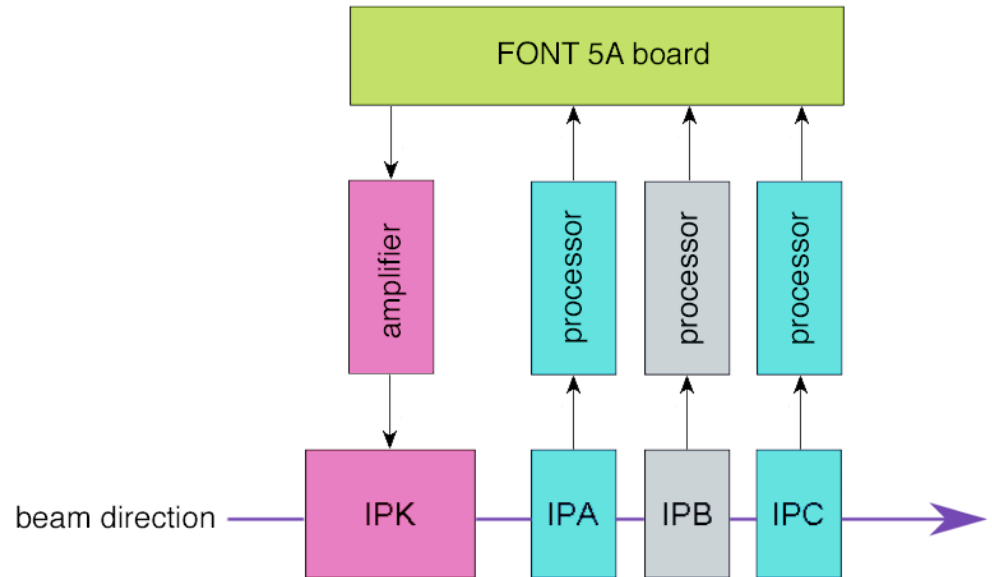 FONT 5A board
amplifier
processor
processor
processor
beam direction
IPK
IPA
IPB
IPC